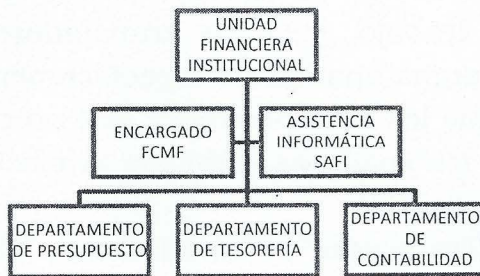 UNIDAD
FINANCIERA
INSTITUCIONAL
ENCARGADO
FCMF
ASISTENCIA
INFORMÁTICA
SAFI
DEPARTAMENTO
DE PRESUPUESTO
DEPARTAMENTO
DE TESORERÍA
DEPARTAMENTO
DE
CONTABILIDAD